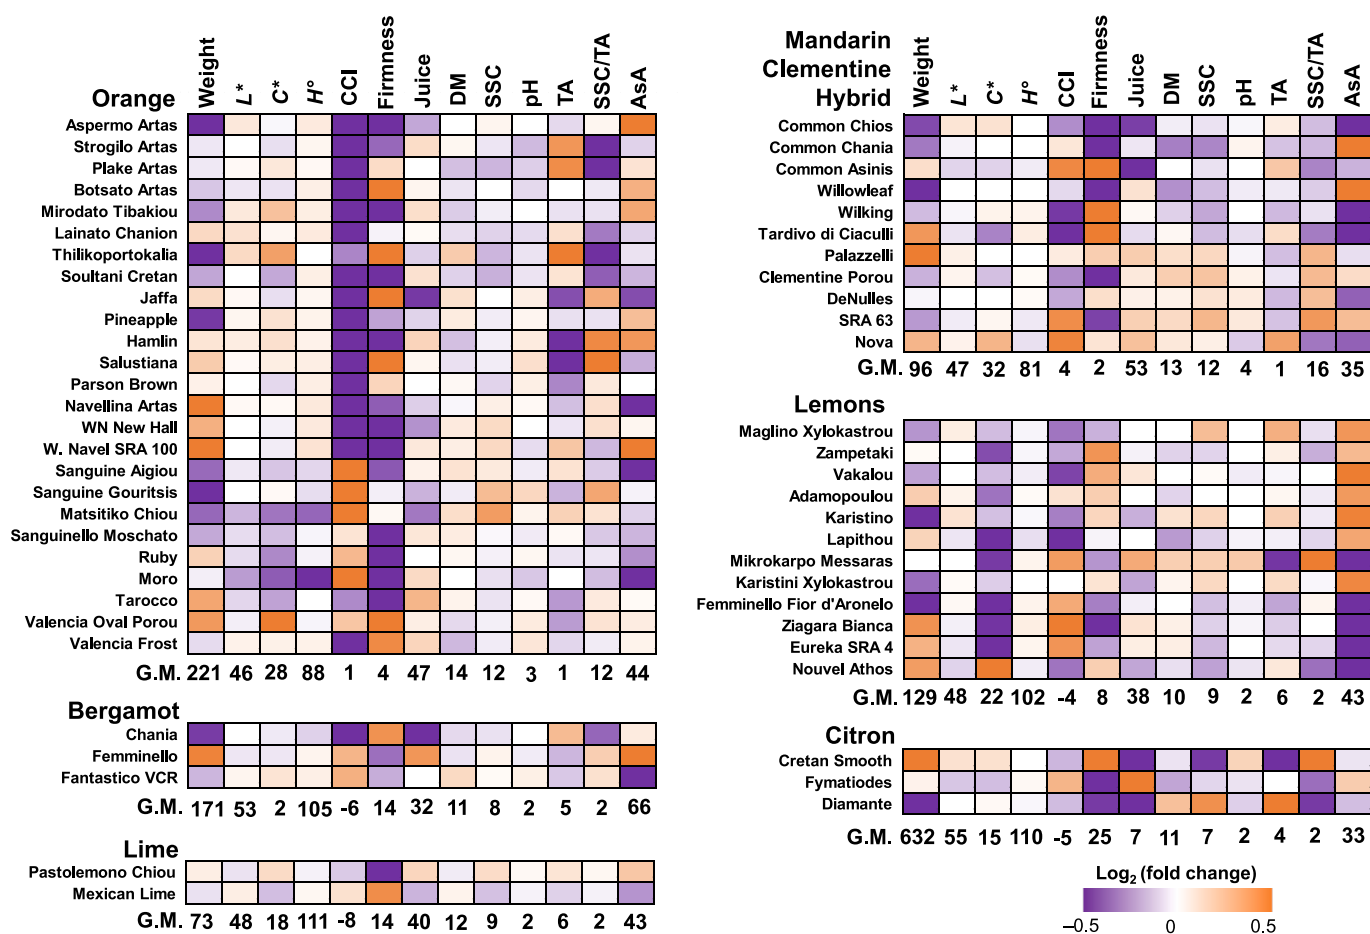 Orange
Weight
L*
C*
H°
CCI
Firmness
Juice
DM
SSC
pH
TA
SSC/TA
AsA
Aspermo Artas
Strogilo Artas
Plake Artas
Botsato Artas
Mirodato Tibakiou
Lainato Chanion
Thilikoportokalia
Soultani Cretan
Jaffa
Pineapple
Hamlin
Salustiana
Parson Brown
Navellina Artas
WN New Hall
W. Navel SRA 100
Sanguine Aigiou
Sanguine Gouritsis
Matsitiko Chiou
Sanguinello Moschato
Ruby
Moro
Tarocco
Valencia Oval Porou
Valencia Frost
G.M. 221 46 28 88 1 4 47 14 12 3 1 12 44
Bergamot
Chania
Femminello
Fantastico VCR
G.M. 171 53 2 105 -6 14 32 11 8 2 5 2 66
Lime
Pastolemono Chiou
Mexican Lime
G.M. 73 48 18 111 -8 14 40 12 9 2 6 2 43
Mandarin
Clementine
Hybrid
Weight
L*
C*
H°
CCI
Firmness
Juice
DM
SSC
pH
TA
SSC/TA
AsA
Common Chios
Common Chania
Common Asinis
Willowleaf
Wilking
Tardivo di Ciaculli
Palazzelli
Clementine Porou
DeNulles
SRA 63
Nova
G.M. 96 47 32 81 4 2 53 13 12 4 1 16 35
Lemons
Maglino Xylokastrou
Zampetaki
Vakalou
Adamopoulou
Karistino
Lapithou
Mikrokarpo Messaras
Karistini Xylokastrou
Femminello Fior d'Aronelo
Ziagara Bianca
Eureka SRA 4
Nouvel Athos
G.M. 129 48 22 102 -4 8 38 10 9 2 6 2 43
Citron
Cretan Smooth
Fymatiodes
Diamante
G.M. 632 55 15 110 -5 25 7 11 7 2 4 2 33
Log2 (fold change)
−0.5 0 0.5